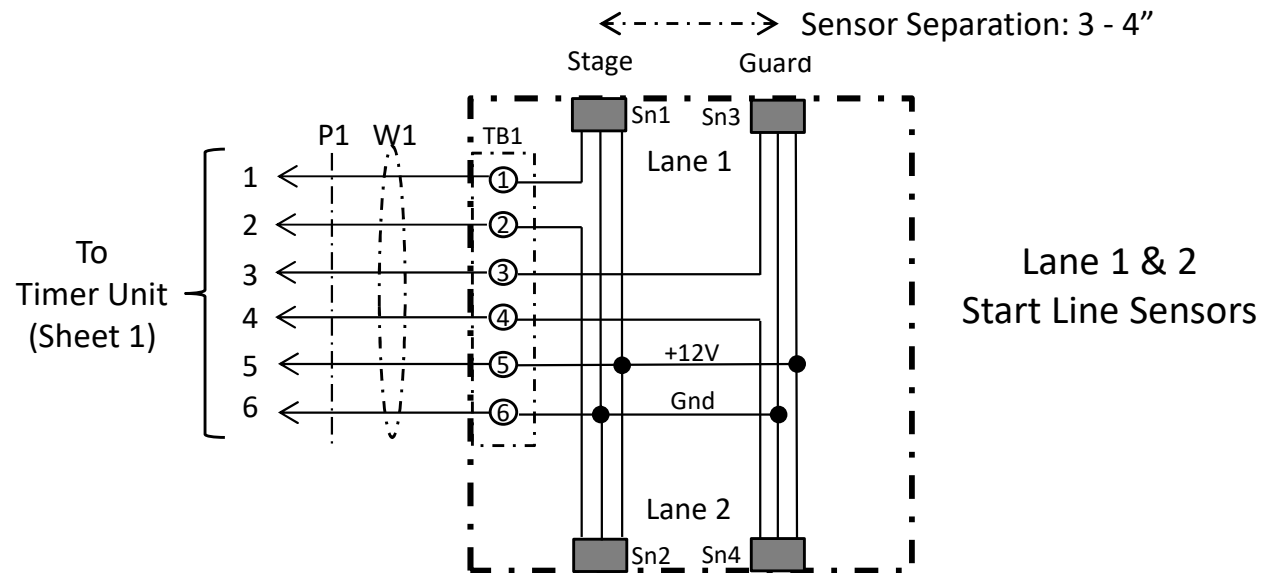 Sensor Separation: 3 - 4”
Stage
Guard
Sn1
Sn3
P1
W1
TB1
Lane 1
1
1
2
2
3
3
4
4
5
5
+12V
6
6
Gnd
To
Timer Unit
(Sheet 1)
Lane 1 & 2
Start Line Sensors
Lane 2
Sn2
Sn4